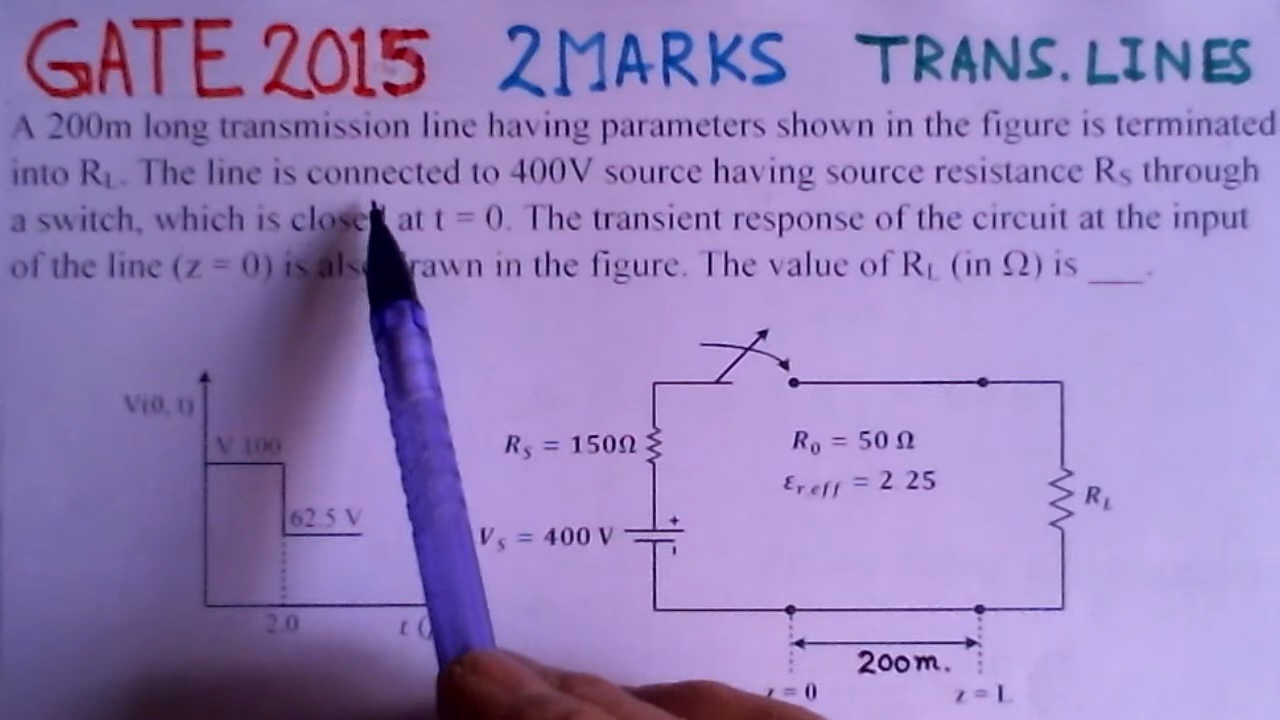 GATE 2015 2MARKS TRANS. LINES
A 200m long transmission line having parameters shown in the figure is terminated
into RL. The line is connected to 400V source having source resistance RS through
a switch, which is closed at t = 0. The transient response of the circuit at the input
of the line (z = 0) is also drawn in the figure. The value of RL (in Ω) is ___.
V(0, t)
V 100
62.5 V
2.0
t (
RS = 150Ω
VS = 400 V
+
-
R0 = 50 Ω
εr eff = 2 25
RL
200m.
z = 0
z = L